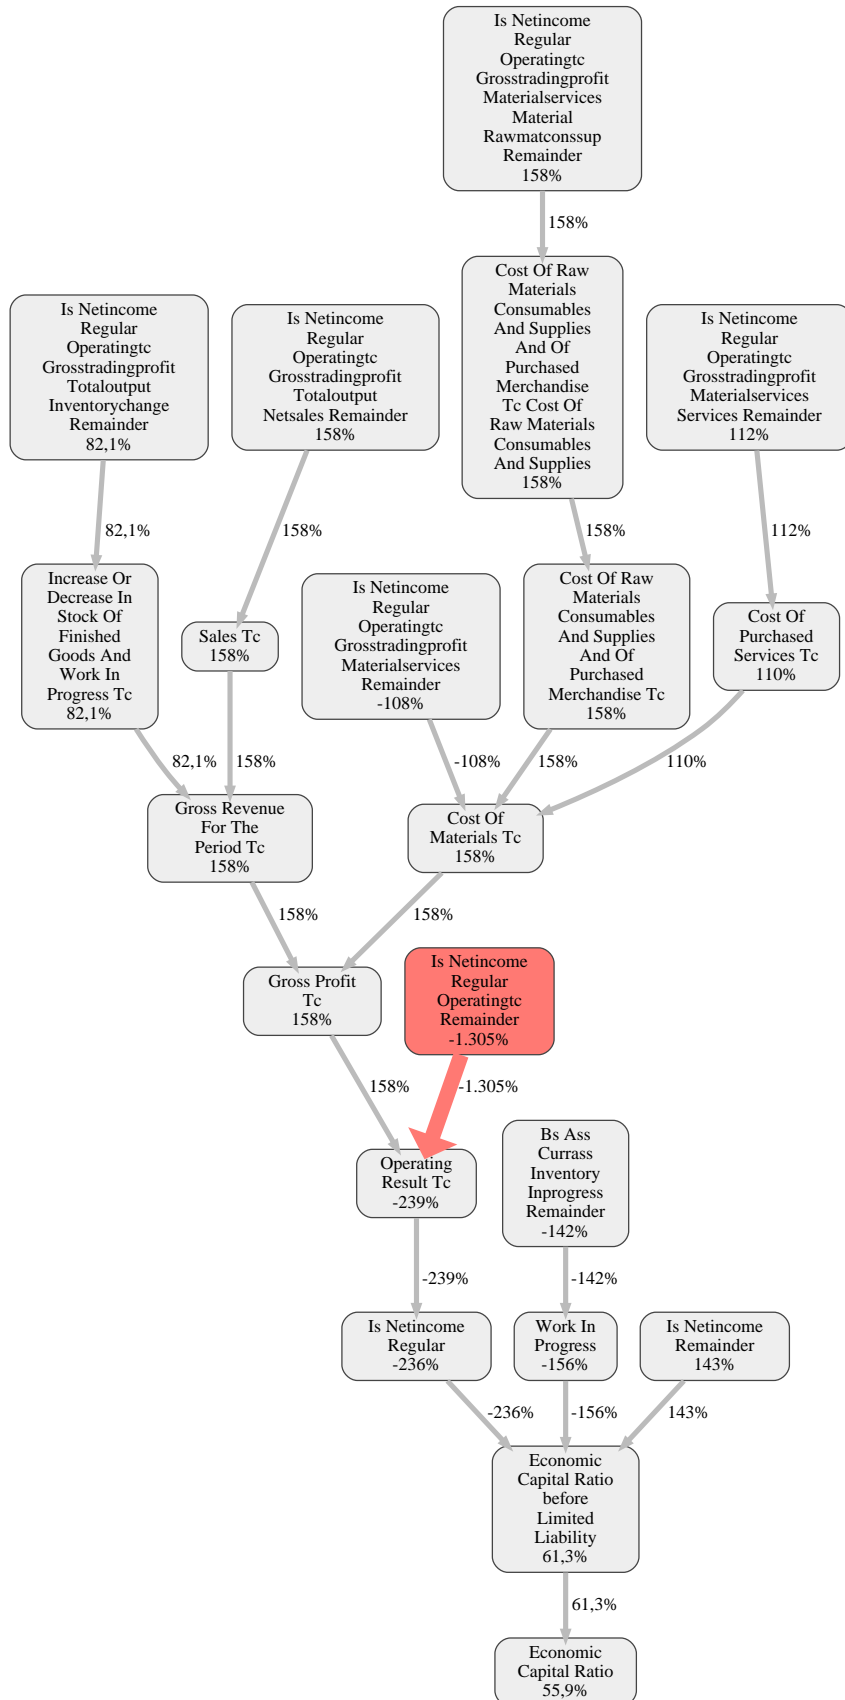 Is Netincome
Regular
Operatingtc
Grosstradingprofit
Materialservices
Material
Rawmatconssup
Remainder
158%
158%
Is Netincome
Regular
Operatingtc
Grosstradingprofit
Totaloutput
Inventorychange
Remainder
82,1%
Is Netincome
Regular
Operatingtc
Grosstradingprofit
Totaloutput
Netsales Remainder
158%
Cost Of Raw
Materials
Consumables
And Supplies
And Of
Purchased
Merchandise
Tc Cost Of
Raw Materials
Consumables
And Supplies
158%
Is Netincome
Regular
Operatingtc
Grosstradingprofit
Materialservices
Services Remainder
112%
82,1%
158%
158%
112%
Increase Or
Decrease In
Stock Of
Finished
Goods And
Work In
Progress Tc
82,1%
Sales Tc
158%
Is Netincome
Regular
Operatingtc
Grosstradingprofit
Materialservices
Remainder
-108%
Cost Of Raw
Materials
Consumables
And Supplies
And Of
Purchased
Merchandise Tc
158%
Cost Of
Purchased
Services Tc
110%
82,1%
158%
-108%
158%
110%
Gross Revenue
For The
Period Tc
158%
Cost Of
Materials Tc
158%
158%
158%
Gross Profit
Tc
158%
Is Netincome
Regular
Operatingtc
Remainder
-1.305%
158%
-1.305%
Operating
Result Tc
-239%
Bs Ass
Currass
Inventory
Inprogress
Remainder
-142%
-239%
-142%
Is Netincome
Regular
-236%
Work In
Progress
-156%
Is Netincome
Remainder
143%
-236%
-156%
143%
Economic
Capital Ratio
before
Limited
Liability
61,3%
61,3%
Economic
Capital Ratio
55,9%